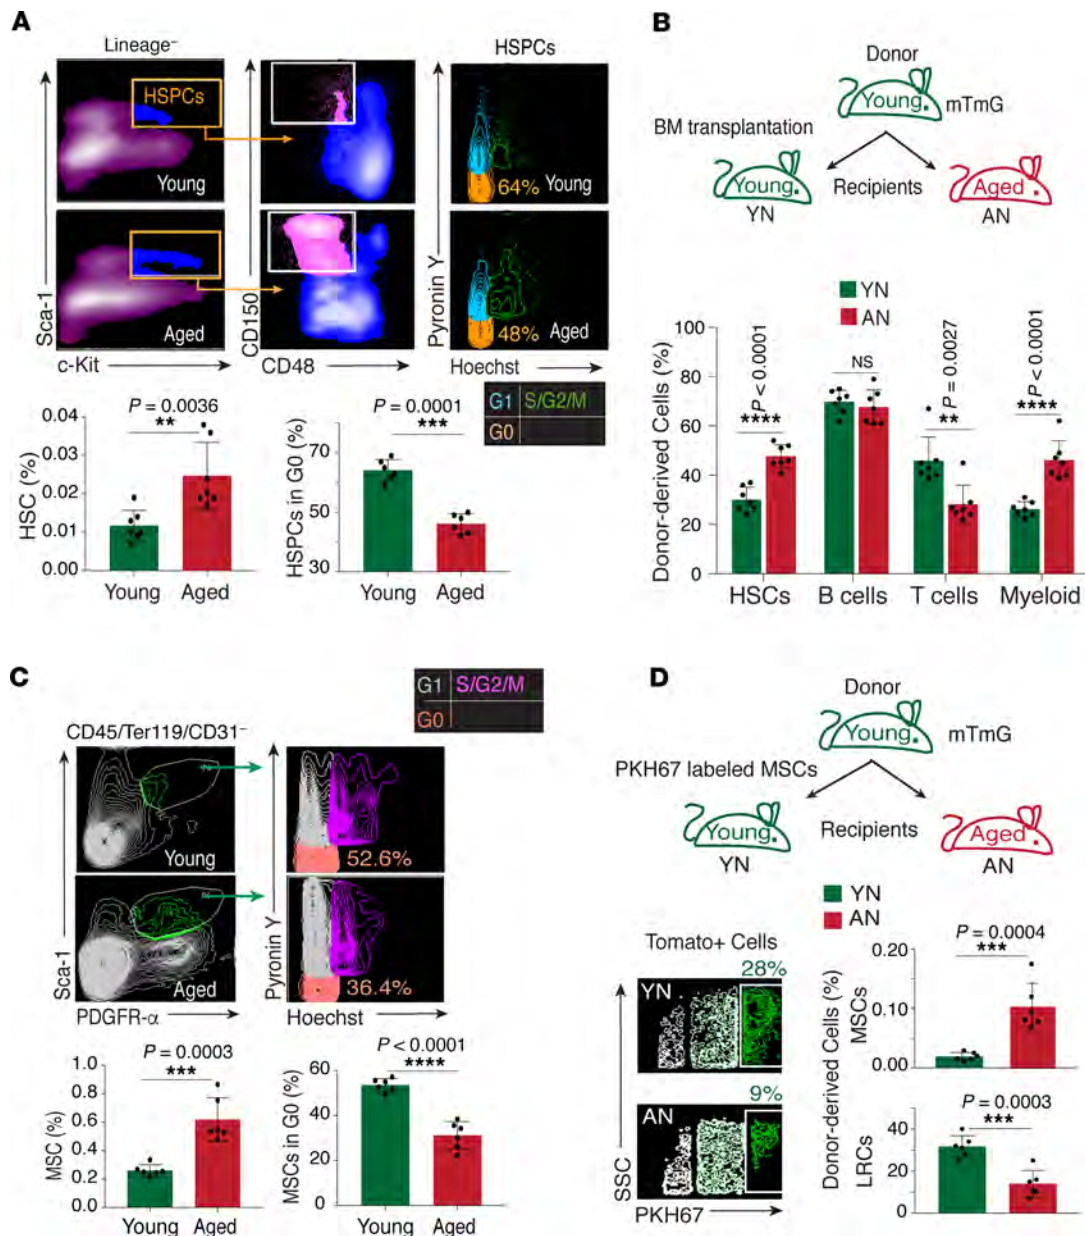 A
Lineage⁻
HSPCs
HSPCs
Young
64% Young
Aged
48% Aged
Sca-1
CD150
Pyronin Y
c-Kit
CD48
Hoechst
G1 S/G2/M
G0
P = 0.0036
**
HSC (%)
0.04
0.03
0.02
0.01
0.00
Young Aged
P = 0.0001
***
HSPCs in G0 (%)
70
50
30
Young Aged
B
Donor
Young
mTmG
BM transplantation
Young
Recipients
Aged
YN
AN
YN
AN
Donor-derived Cells (%)
100
80
60
40
20
0
P < 0.0001
****
NS
P = 0.0027
**
P < 0.0001
****
HSCs B cells T cells Myeloid
C
G1 S/G2/M
G0
CD45/Ter119/CD31⁻
Young
52.6%
Aged
36.4%
Sca-1
Pyronin Y
PDGFR-α
Hoechst
P = 0.0003
***
MSC (%)
1.0
0.8
0.6
0.4
0.2
0.0
Young Aged
P < 0.0001
****
MSCs in G0 (%)
60
40
20
0
Young Aged
D
Donor
Young
mTmG
PKH67 labeled MSCs
Young
Recipients
Aged
YN
AN
YN
AN
Tomato+ Cells
28%
YN
9%
AN
SSC
PKH67
Donor-derived Cells (%)
MSCs
P = 0.0004
***
0.20
0.10
0.00
LRCs
P = 0.0003
***
40
20
0